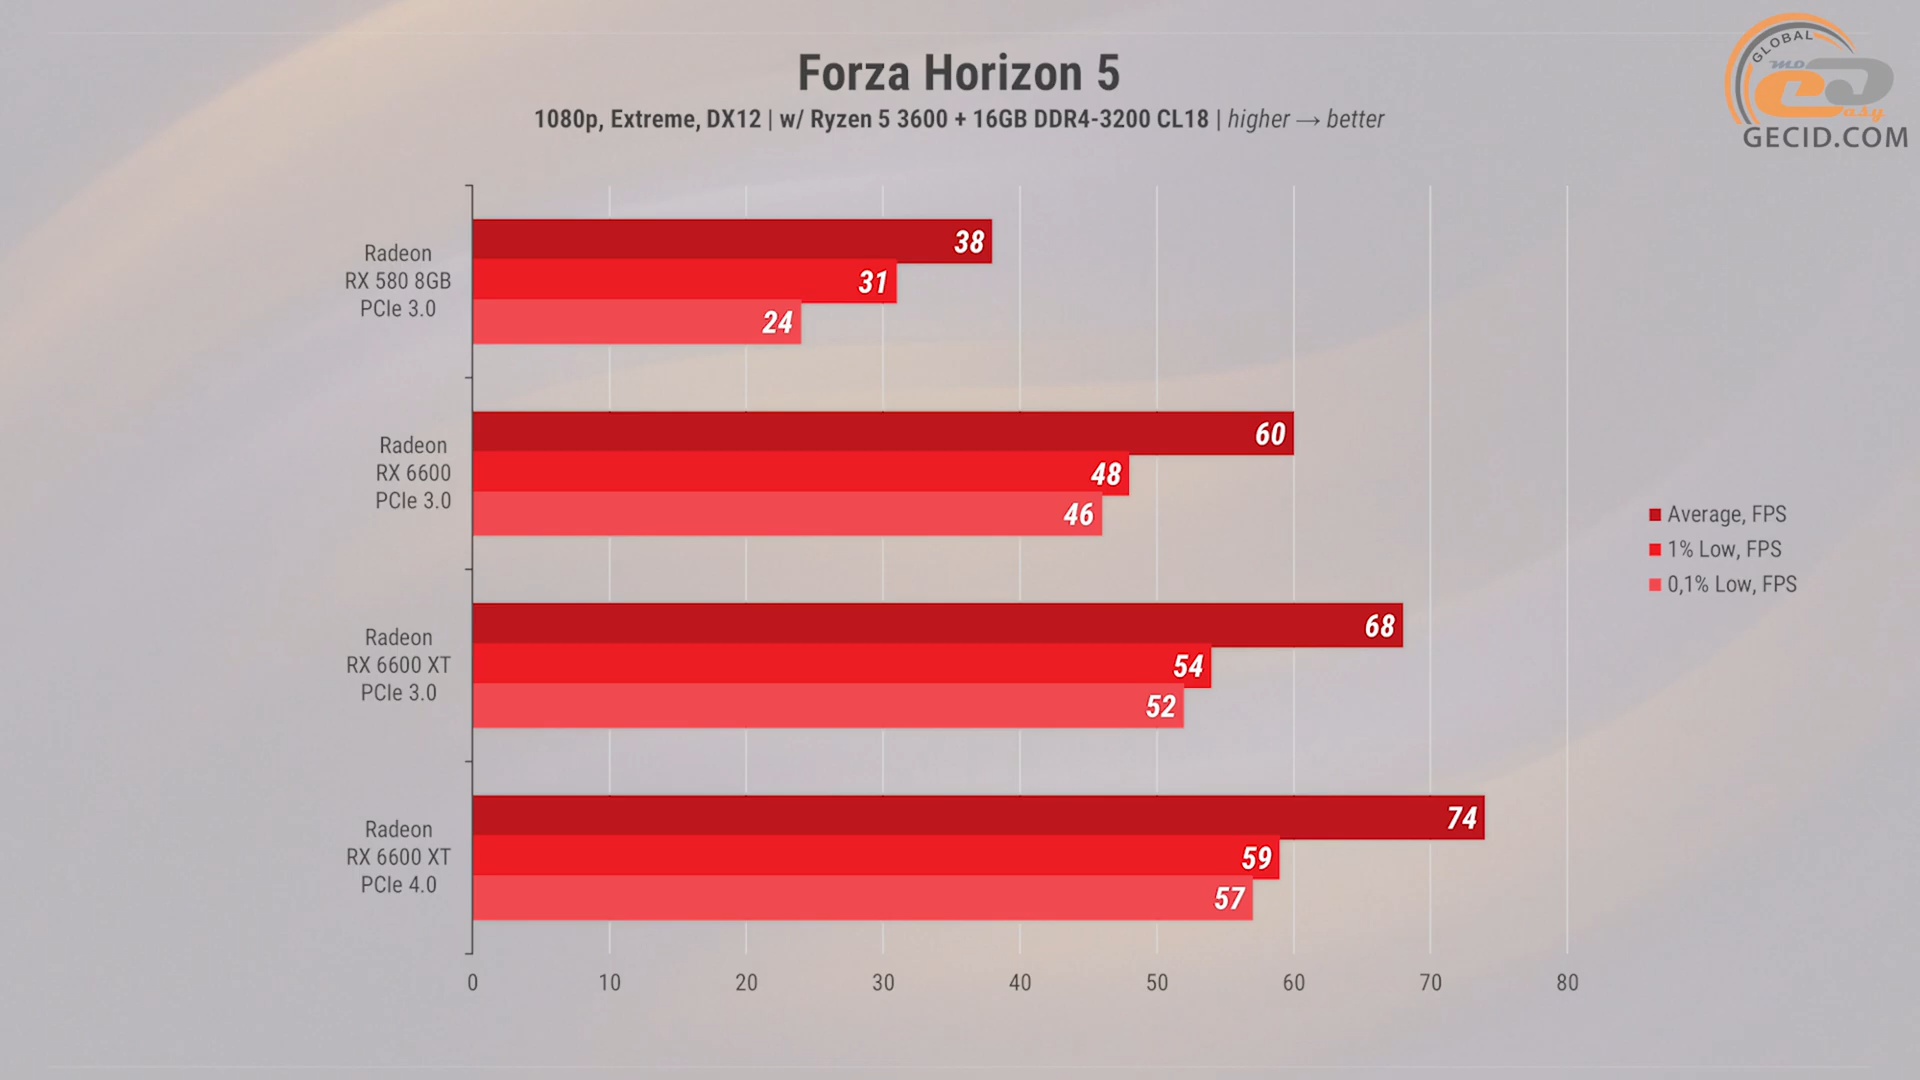 Forza Horizon 5
1080p, Extreme, DX12 | w/ Ryzen 5 3600 + 16GB DDR4-3200 CL18 | higher → better
GLOBAL
mo
easy
GECID.COM
Radeon
RX 580 8GB
PCIe 3.0
38
31
24
Radeon
RX 6600
PCIe 3.0
60
48
46
Radeon
RX 6600 XT
PCIe 3.0
68
54
52
Radeon
RX 6600 XT
PCIe 4.0
74
59
57
Average, FPS
1% Low, FPS
0,1% Low, FPS
0 10 20 30 40 50 60 70 80